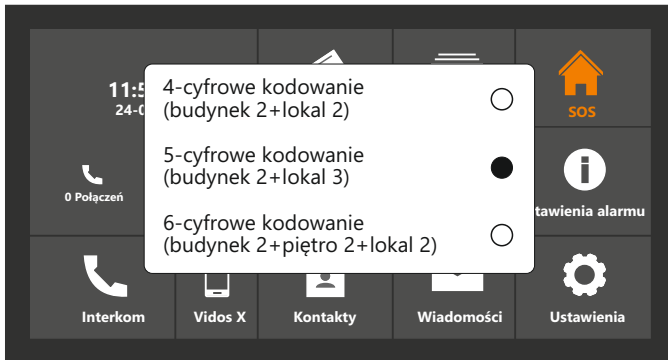 11:5
24-0
4-cyfrowe kodowanie
(budynek 2+lokal 2)
5-cyfrowe kodowanie
(budynek 2+lokal 3)
6-cyfrowe kodowanie
(budynek 2+piętro 2+lokal 2)
SOS
0 Połączeń
tawienia alarmu
Interkom
Vidos X
Kontakty
Wiadomości
Ustawienia